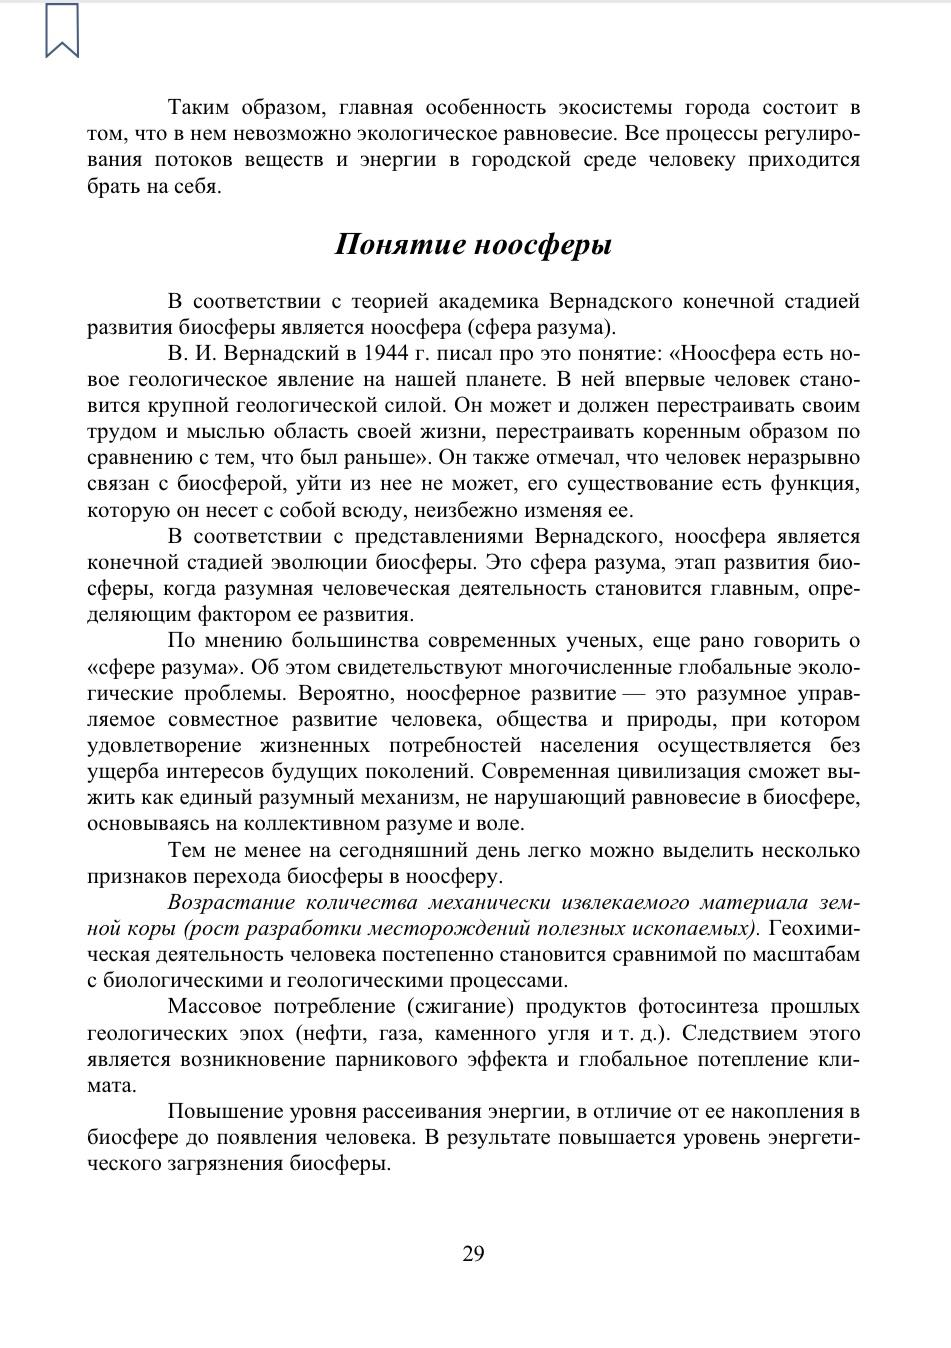 Таким образом, главная особенность экосистемы города состоит в
том, что в нем невозможно экологическое равновесие. Все процессы регулиро-
вания потоков веществ и энергии в городской среде человеку приходится
брать на себя.
Понятие ноосферы
В соответствии с теорией академика Вернадского конечной стадией
развития биосферы является ноосфера (сфера разума).
В. И. Вернадский в 1944 г. писал про это понятие: «Ноосфера есть но-
вое геологическое явление на нашей планете. В ней впервые человек стано-
вится крупной геологической силой. Он может и должен перестраивать своим
трудом и мыслью область своей жизни, перестраивать коренным образом по
сравнению с тем, что был раньше». Он также отмечал, что человек неразрывно
связан с биосферой, уйти из нее не может, его существование есть функция,
которую он несет с собой всюду, неизбежно изменяя ее.
В соответствии с представлениями Вернадского, ноосфера является
конечной стадией эволюции биосферы. Это сфера разума, этап развития био-
сферы, когда разумная человеческая деятельность становится главным, опре-
деляющим фактором ее развития.
По мнению большинства современных ученых, еще рано говорить о
«сфере разума». Об этом свидетельствуют многочисленные глобальные эколо-
гические проблемы. Вероятно, ноосферное развитие — это разумное управ-
ляемое совместное развитие человека, общества и природы, при котором
удовлетворение жизненных потребностей населения осуществляется без
ущерба интересов будущих поколений. Современная цивилизация сможет вы-
жить как единый разумный механизм, не нарушающий равновесие в биосфере,
основываясь на коллективном разуме и воле.
Тем не менее на сегодняшний день легко можно выделить несколько
признаков перехода биосферы в ноосферу.
Возрастание количества механически извлекаемого материала зем-
ной коры (рост разработки месторождений полезных ископаемых). Геохими-
ческая деятельность человека постепенно становится сравнимой по масштабам
с биологическими и геологическими процессами.
Массовое потребление (сжигание) продуктов фотосинтеза прошлых
геологических эпох (нефти, газа, каменного угля и т. д.). Следствием этого
является возникновение парникового эффекта и глобальное потепление кли-
мата.
Повышение уровня рассеивания энергии, в отличие от ее накопления в
биосфере до появления человека. В результате повышается уровень энергети-
ческого загрязнения биосферы.
29